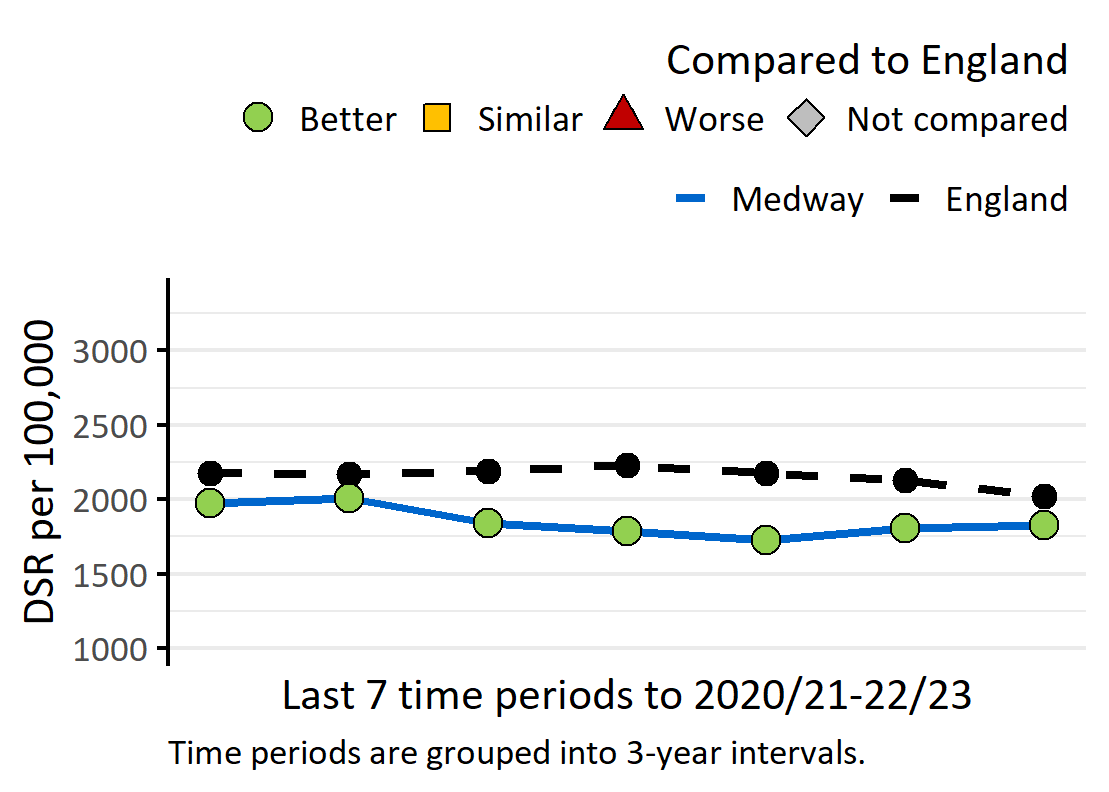 Compared to England
Better Similar Worse Not compared
Medway England
DSR per 100,000
3000
2500
2000
1500
1000
Last 7 time periods to 2020/21-22/23
Time periods are grouped into 3-year intervals.